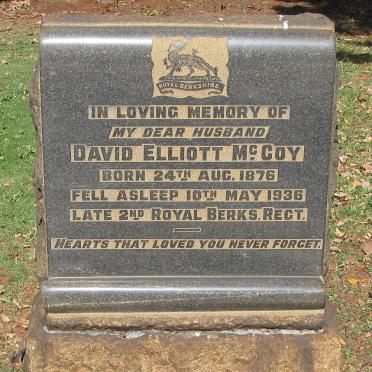 ROYAL BERKSHIRE
IN LOVING MEMORY OF
MY DEAR HUSBAND
DAVID ELLIOTT McCOY
BORN 24TH AUG. 1876
FELL ASLEEP 10TH MAY 1936
LATE 2ND ROYAL BERKS. REGT.
HEARTS THAT LOVED YOU NEVER FORGET.